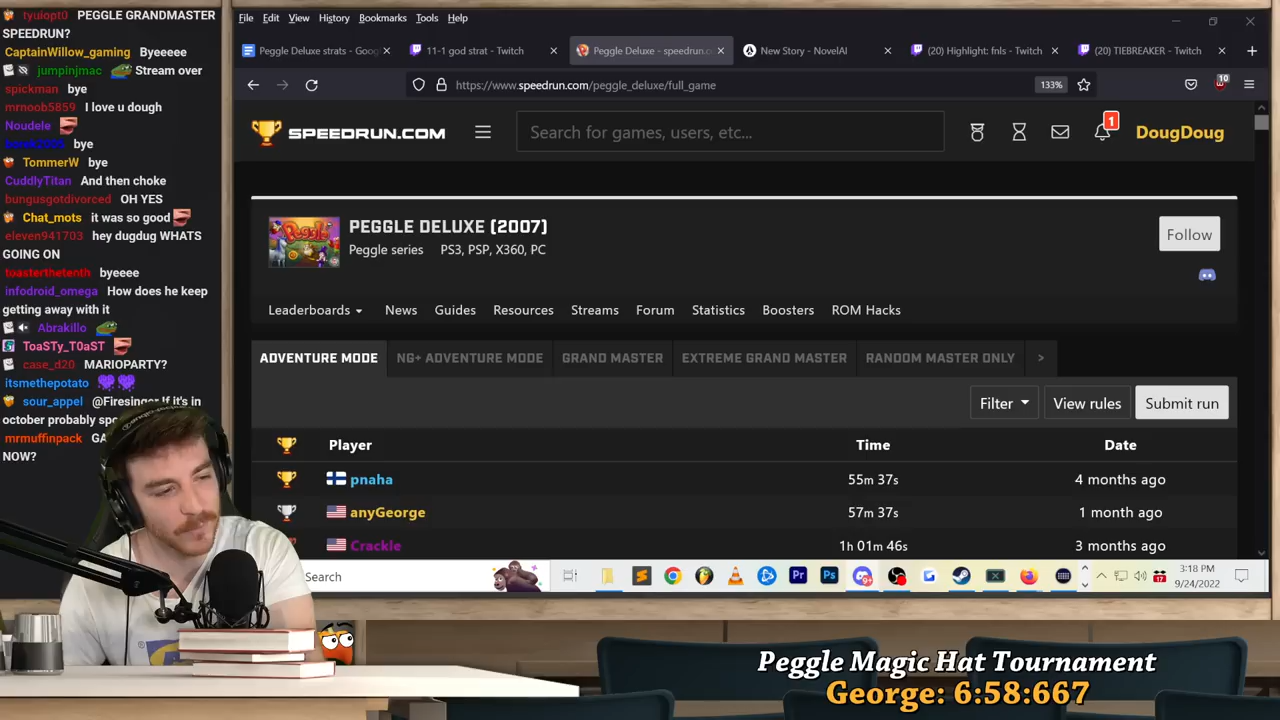 tyulopt0 PEGGLE GRANDMASTER
SPEEDRUN?
CaptainWillow_gaming Byeeeee
jumpinjmac Stream over
spickman bye
mrnoob5859 I love u dough
Noudele
bye
TommerW bye
CuddlyTitan And then choke
bungusgotdivorced OH YES
Chat_mots it was so good
eleven941703 hey dugdug WHATS
GOING ON
toasterthetenth byeeee
infodroid_omega How does he keep
getting away with it
Abrakillo
ToaSTy_T0aST
case_d20 MARIOPARTY?
itsmethepotato
sour_appel @Firesinger If it's in
october probably
mrmuffinpack
NOW?
File Edit View History Bookmarks Tools Help
Peggle Deluxe strats - Goog
11-1 god strat - Twitch
Peggle Deluxe - speedrun.c
New Story - NovelAI
(20) Highlight: fnls - Twitch
(20) TIEBREAKER - Twitch
https://www.speedrun.com/peggle_deluxe/full_game
133%
10
SPEEDRUN.COM
Search for games, users, etc...
1
DougDoug
PEGGLE DELUXE (2007)
Peggle series PS3, PSP, X360, PC
Follow
Leaderboards News Guides Resources Streams Forum Statistics Boosters ROM Hacks
ADVENTURE MODE NG+ ADVENTURE MODE GRAND MASTER EXTREME GRAND MASTER RANDOM MASTER ONLY >
Filter View rules Submit run
Player Time Date
pnaha 55m 37s 4 months ago
anyGeorge 57m 37s 1 month ago
Crackle 1h 01m 46s 3 months ago
Search
Pr
Ps
17
3:18 PM
9/24/2022
Peggle Magic Hat Tournament
George: 6:58:667